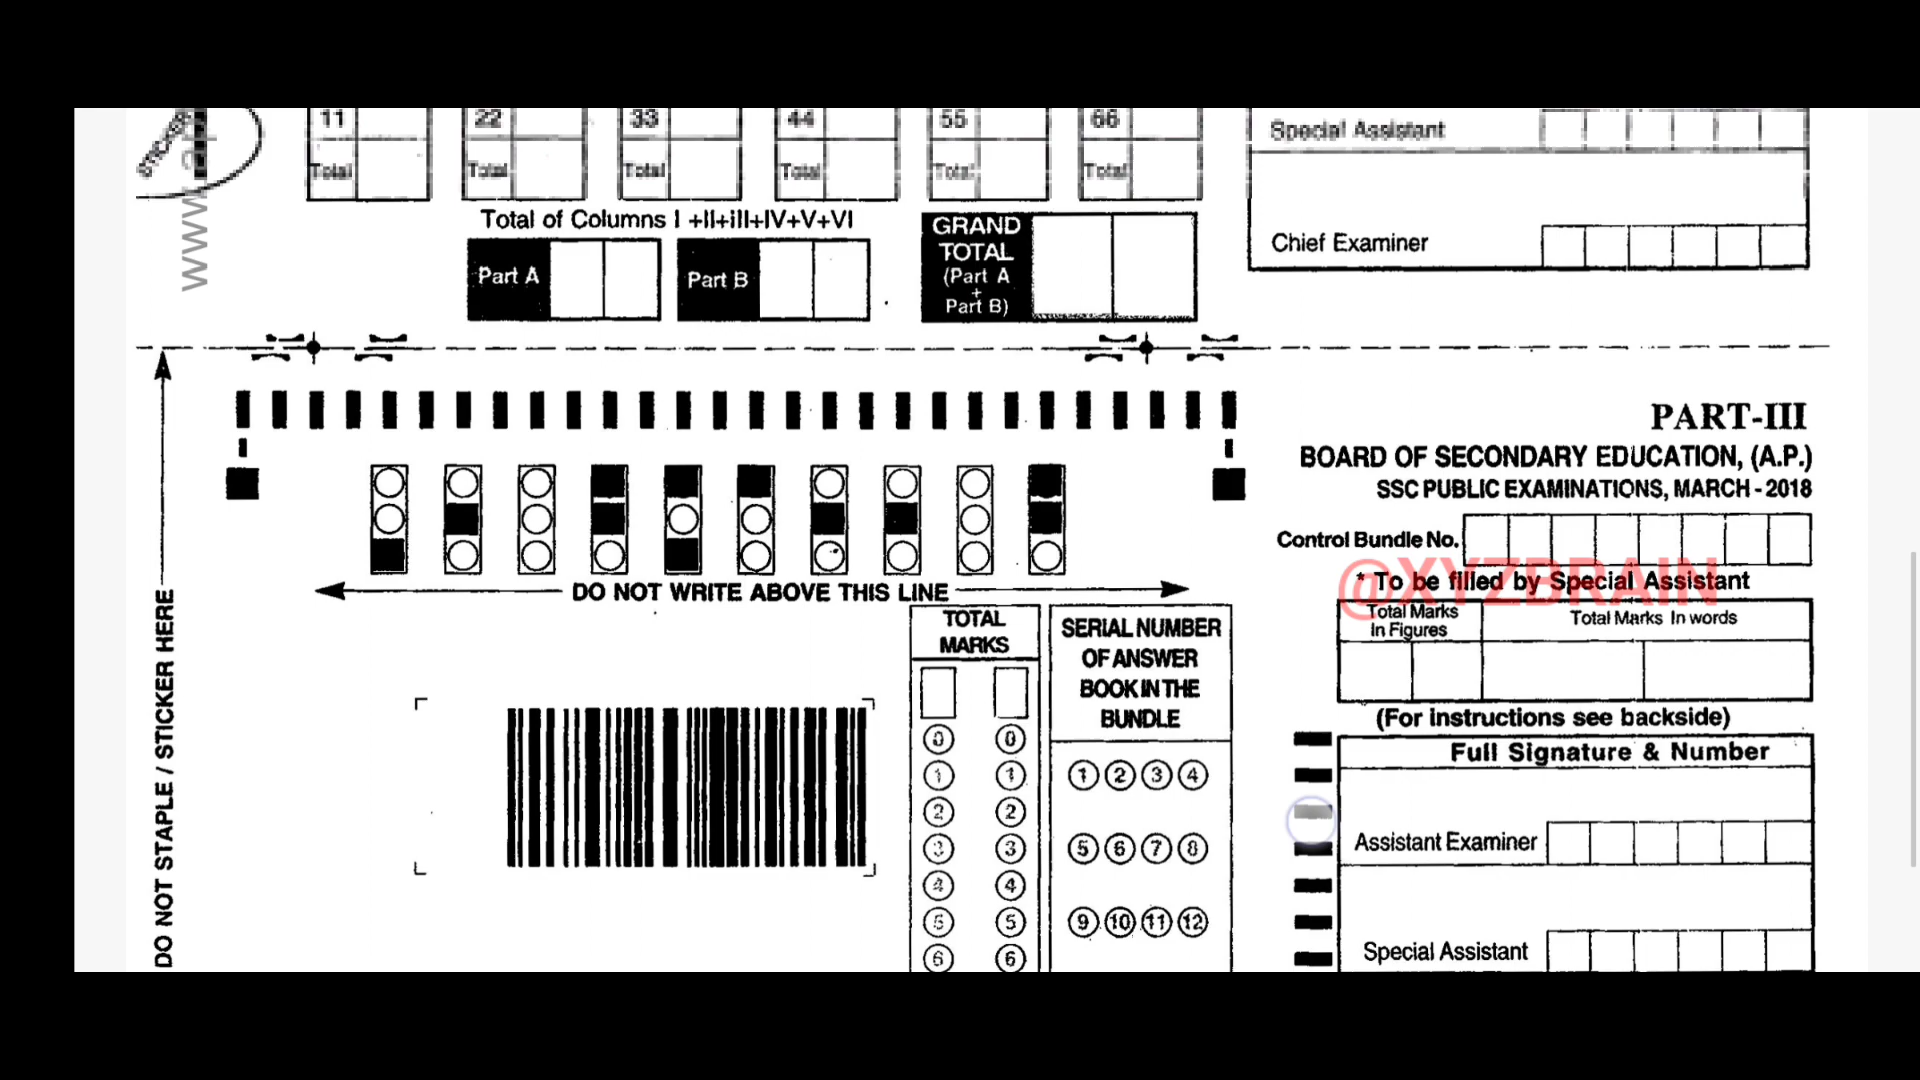 11 22 33 44 55 66
Total Total Total Total Total Total
Special Assistant
Total of Columns I +II+III+IV+V+VI
Part A
Part B
GRAND
TOTAL
(Part A
+
Part B)
Chief Examiner
WWW
DO NOT STAPLE / STICKER HERE
PART-III
BOARD OF SECONDARY EDUCATION, (A.P.)
SSC PUBLIC EXAMINATIONS, MARCH - 2018
Control Bundle No.
@XYZBRAIN
* To be filled by Special Assistant
Total Marks
In Figures
Total Marks In words
(For instructions see backside)
Full Signature & Number
Assistant Examiner
Special Assistant
DO NOT WRITE ABOVE THIS LINE
TOTAL
MARKS
0 0
1 1
2 2
3 3
4 4
5 5
6 6
SERIAL NUMBER
OF ANSWER
BOOK IN THE
BUNDLE
1 2 3 4
5 6 7 8
9 10 11 12